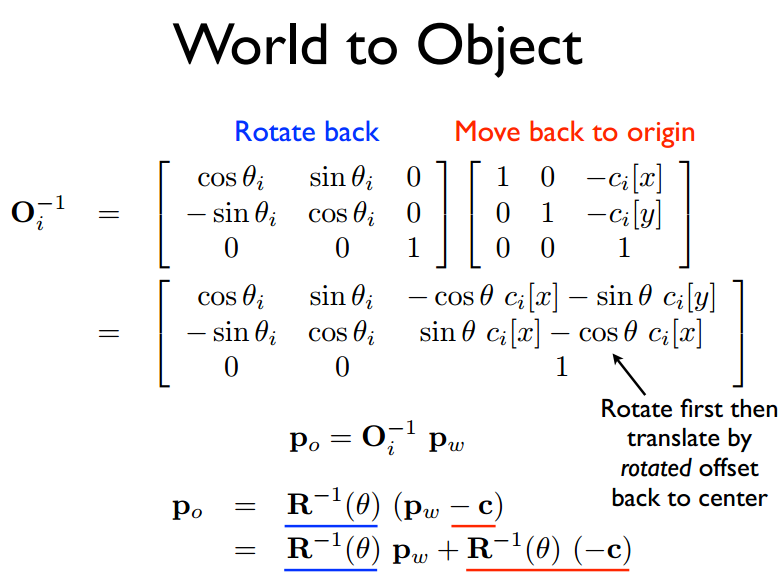 World to Object
Rotate back Move back to origin
O_i^{-1} = [ cos θ_i sin θ_i 0 ; − sin θ_i cos θ_i 0 ; 0 0 1 ] [ 1 0 −c_i[x] ; 0 1 −c_i[y] ; 0 0 1 ]
= [ cos θ_i sin θ_i − cos θ c_i[x] − sin θ c_i[y] ; − sin θ_i cos θ_i sin θ c_i[x] − cos θ c_i[x] ; 0 0 1 ]
Rotate first then
translate by
rotated offset
back to center
p_o = O_i^{-1} p_w
p_o = R^{-1}(θ) (p_w − c)
= R^{-1}(θ) p_w + R^{-1}(θ) (−c)